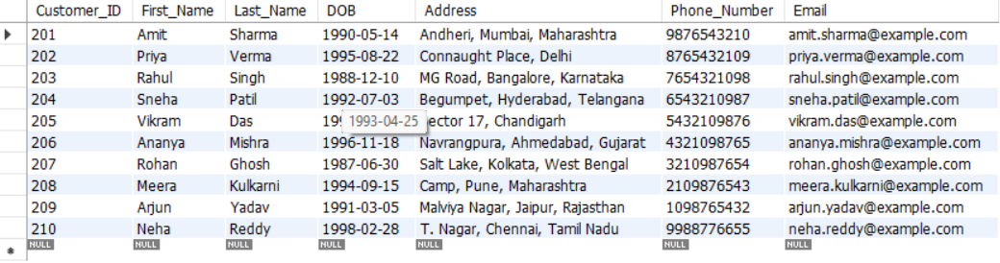 Customer_ID First_Name Last_Name DOB Address Phone_Number Email
201 Amit Sharma 1990-05-14 Andheri, Mumbai, Maharashtra 9876543210 amit.sharma@example.com
202 Priya Verma 1995-08-22 Connaught Place, Delhi 8765432109 priya.verma@example.com
203 Rahul Singh 1988-12-10 MG Road, Bangalore, Karnataka 7654321098 rahul.singh@example.com
204 Sneha Patil 1992-07-03 Begumpet, Hyderabad, Telangana 6543210987 sneha.patil@example.com
205 Vikram Das 199 1993-04-25 ector 17, Chandigarh 5432109876 vikram.das@example.com
206 Ananya Mishra 1996-11-18 Navrangpura, Ahmedabad, Gujarat 4321098765 ananya.mishra@example.com
207 Rohan Ghosh 1987-06-30 Salt Lake, Kolkata, West Bengal 3210987654 rohan.ghosh@example.com
208 Meera Kulkarni 1994-09-15 Camp, Pune, Maharashtra 2109876543 meera.kulkarni@example.com
209 Arjun Yadav 1991-03-05 Malviya Nagar, Jaipur, Rajasthan 1098765432 arjun.yadav@example.com
210 Neha Reddy 1998-02-28 T. Nagar, Chennai, Tamil Nadu 9988776655 neha.reddy@example.com
NULL NULL NULL NULL NULL NULL NULL